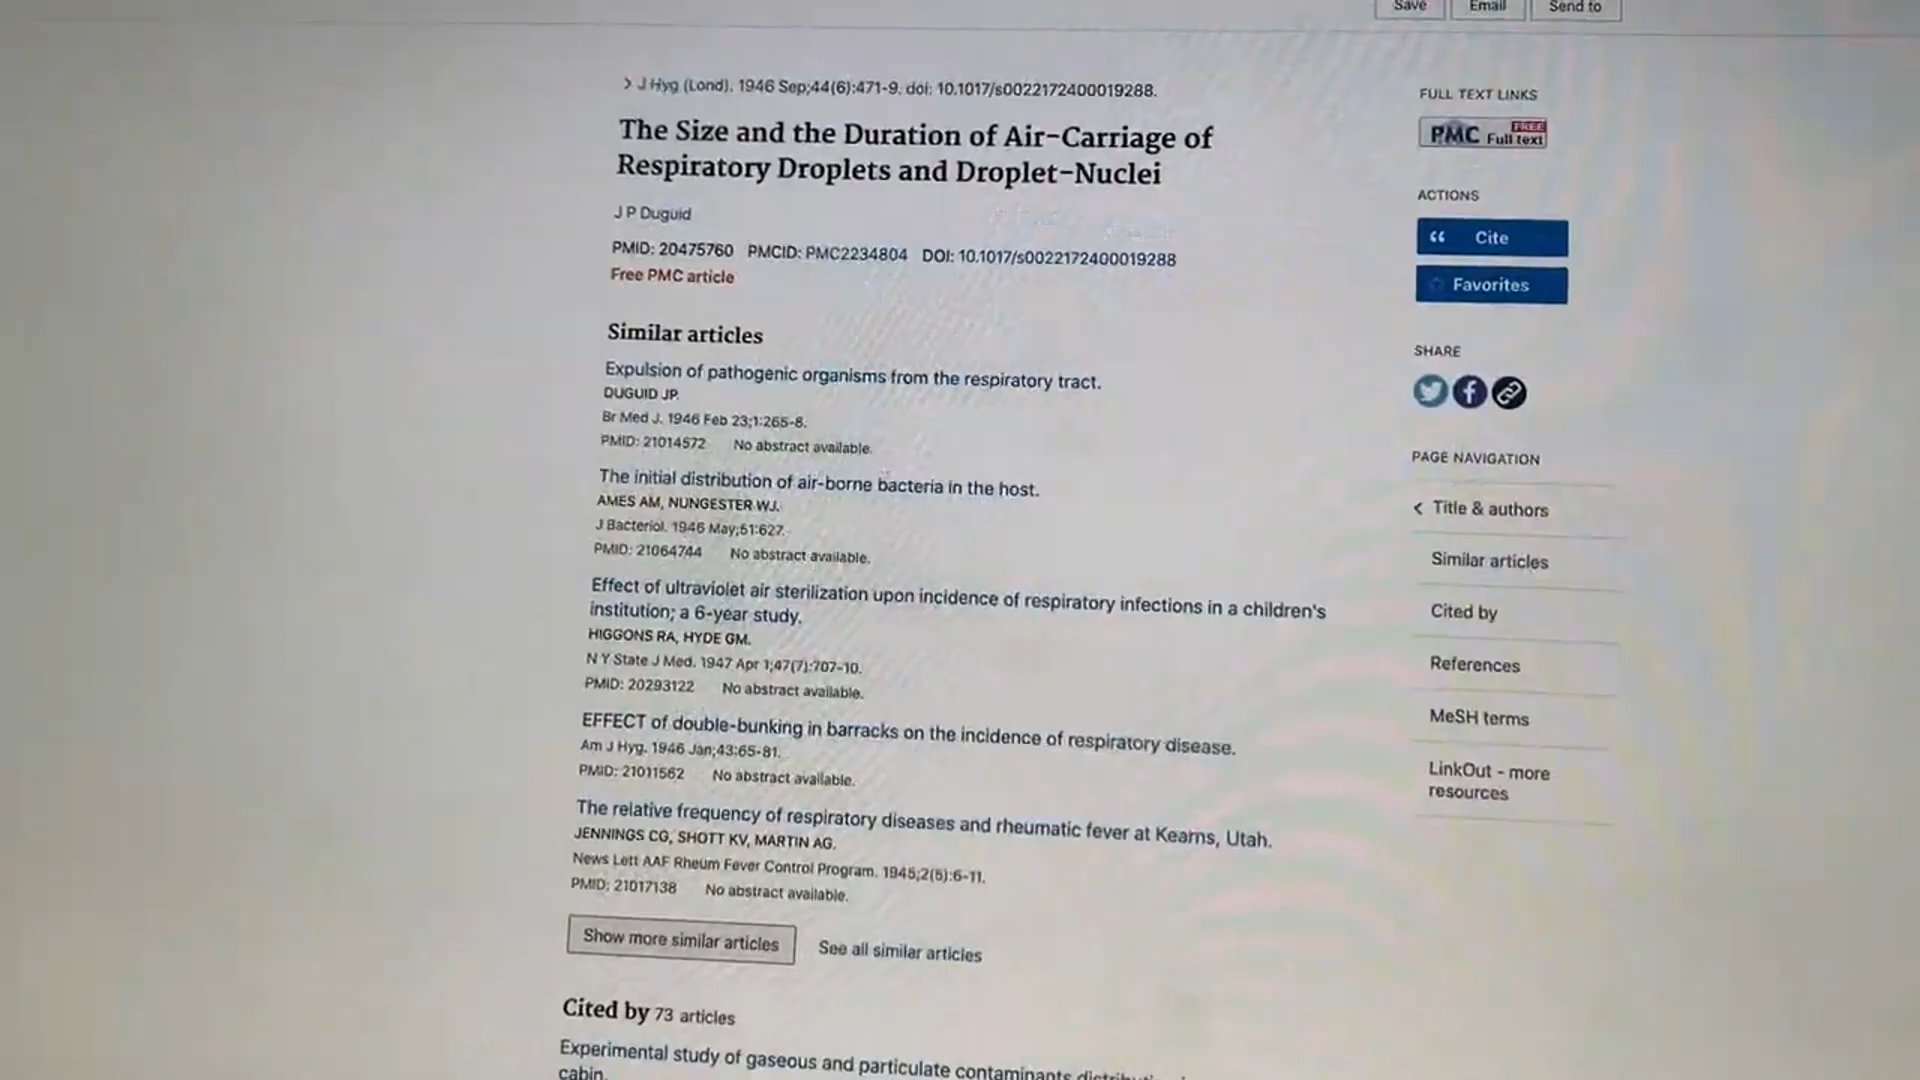 Save Email Send to
J Hyg (Lond). 1946 Sep;44(6):471-9. doi: 10.1017/s0022172400019288.
The Size and the Duration of Air-Carriage of
Respiratory Droplets and Droplet-Nuclei
J P Duguid
PMID: 20475760 PMCID: PMC2234804 DOI: 10.1017/s0022172400019288
Free PMC article
Similar articles
Expulsion of pathogenic organisms from the respiratory tract.
DUGUID JP.
Br Med J. 1946 Feb 23;1:265-8.
PMID: 21014572 No abstract available.
The initial distribution of air-borne bacteria in the host.
AMES AM, NUNGESTER WJ.
J Bacteriol. 1946 May;51:627.
PMID: 21064744 No abstract available.
Effect of ultraviolet air sterilization upon incidence of respiratory infections in a children's
institution; a 6-year study.
HIGGONS RA, HYDE GM.
N Y State J Med. 1947 Apr 1;47(7):707-10.
PMID: 20293122 No abstract available.
EFFECT of double-bunking in barracks on the incidence of respiratory disease.
Am J Hyg. 1946 Jan;43:65-81.
PMID: 21011562 No abstract available.
The relative frequency of respiratory diseases and rheumatic fever at Kearns, Utah.
JENNINGS CG, SHOTT KV, MARTIN AG.
News Lett AAF Rheum Fever Control Program. 1945;2(5):6-11.
PMID: 21017138 No abstract available.
Show more similar articles See all similar articles
Cited by 73 articles
Experimental study of gaseous and particulate contaminants
cabin.
FULL TEXT LINKS
PMC FREE Full text
ACTIONS
Cite
Favorites
SHARE
PAGE NAVIGATION
Title & authors
Similar articles
Cited by
References
MeSH terms
LinkOut - more
resources